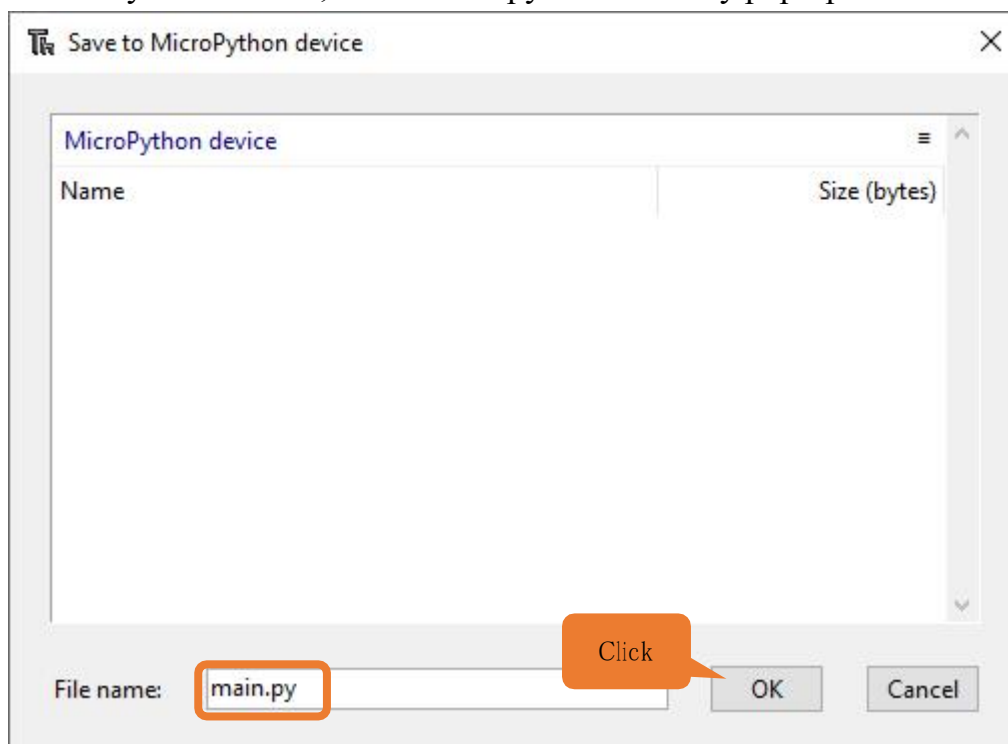 Save to MicroPython device
MicroPython device
Name Size (bytes)
Click
File name: main.py OK Cancel